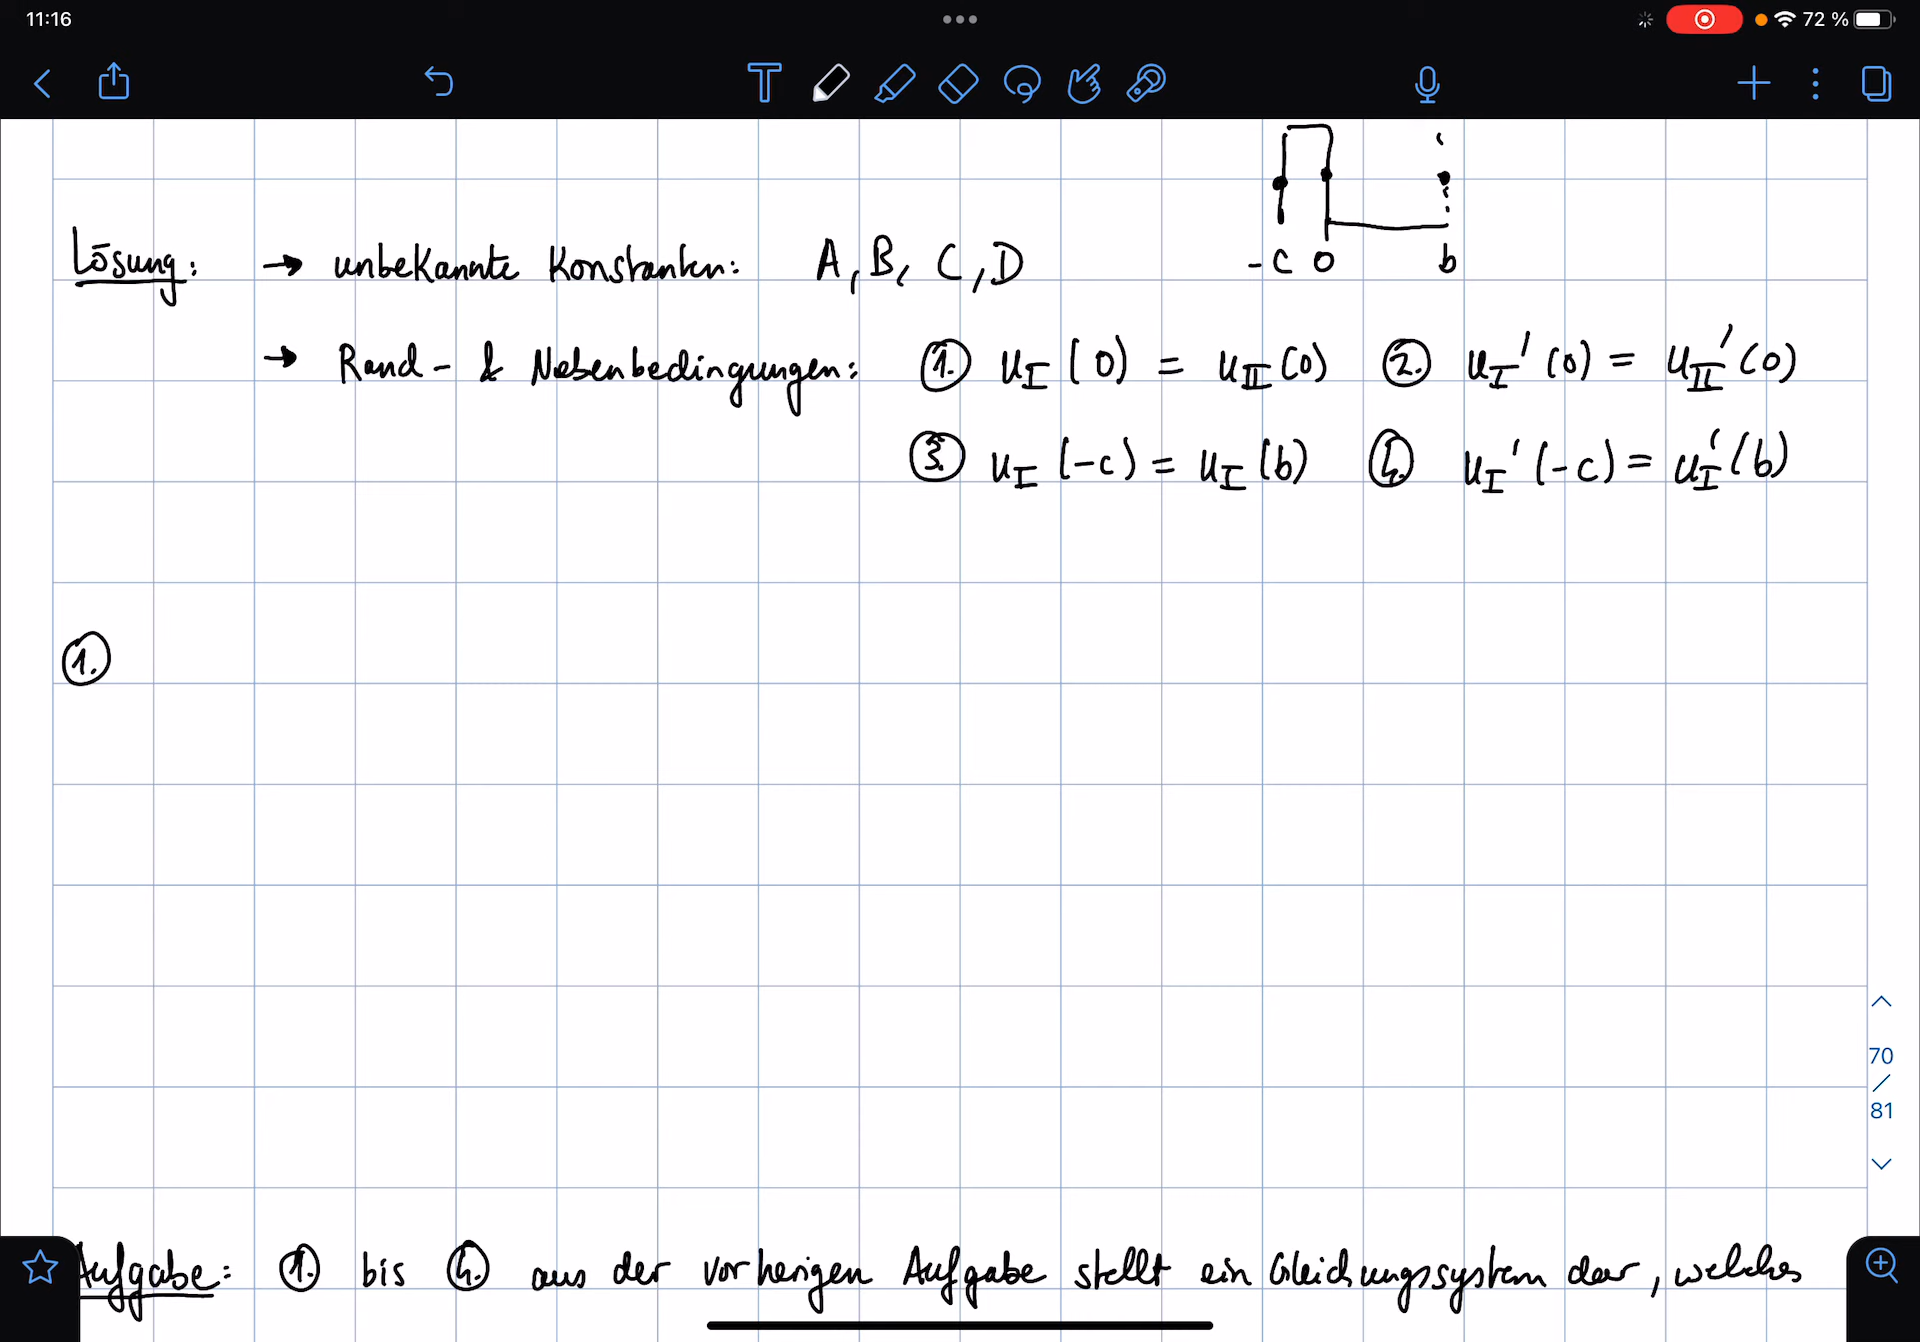 11:16
72 %
-c 0 b
Lösung: → unbekannte Konstanten: A, B, C, D
→ Rand- & Nebenbedingungen: ①. u_I (0) = u_II (0) ②. u_I' (0) = u_II' (0)
③. u_I (-c) = u_I (b) ④. u_I' (-c) = u_I' (b)
①.
70
/
81
Aufgabe: ①. bis ④. aus der vorherigen Aufgabe stellt ein Gleichungssystem dar, welches